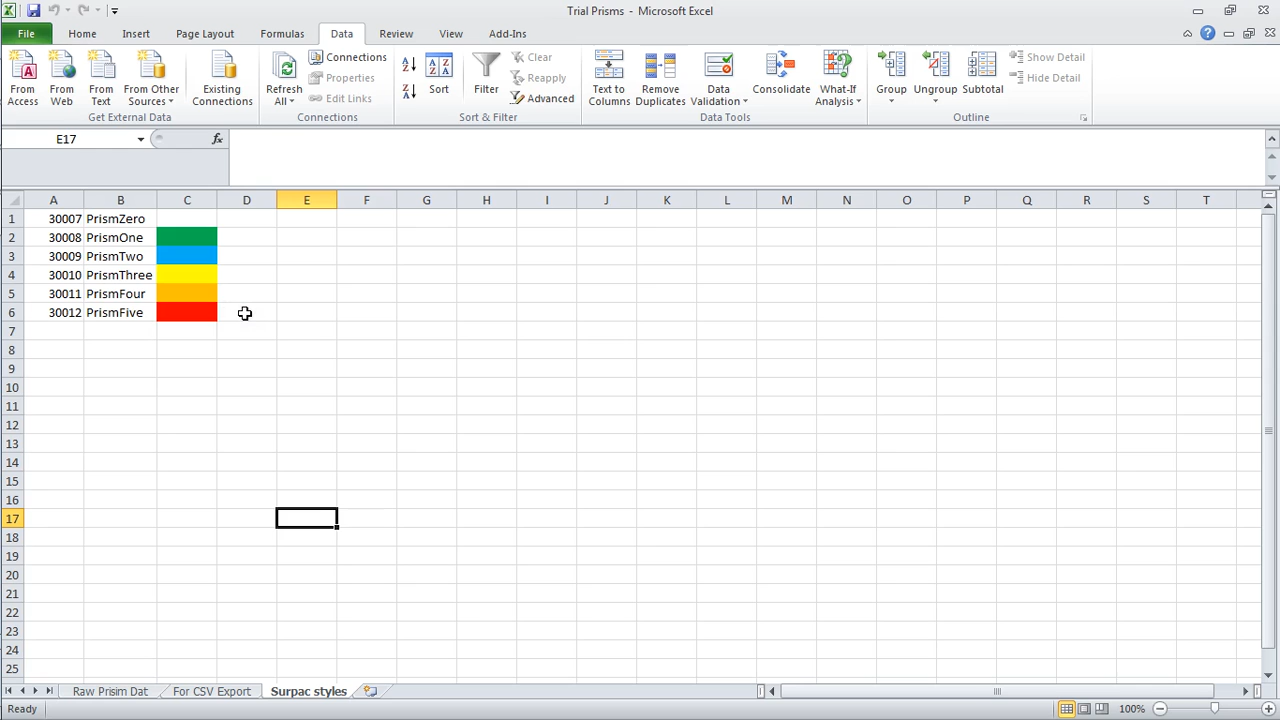 Trial Prisms - Microsoft Excel
File Home Insert Page Layout Formulas Data Review View Add-Ins
From Access
From Web
From Text
From Other Sources
Existing Connections
Get External Data
Refresh All
Connections
Properties
Edit Links
Connections
Sort
Filter
Clear
Reapply
Advanced
Sort & Filter
Text to Columns
Remove Duplicates
Data Validation
Consolidate
What-If Analysis
Data Tools
Group
Ungroup
Subtotal
Show Detail
Hide Detail
Outline
E17 fx
A B C D E F G H I J K L M N O P Q R S T
1 30007 PrismZero
2 30008 PrismOne
3 30009 PrismTwo
4 30010 PrismThree
5 30011 PrismFour
6 30012 PrismFive
7
8
9
10
11
12
13
14
15
16
17
18
19
20
21
22
23
24
25
Raw Prisim Dat For CSV Export Surpac styles
Ready 100%